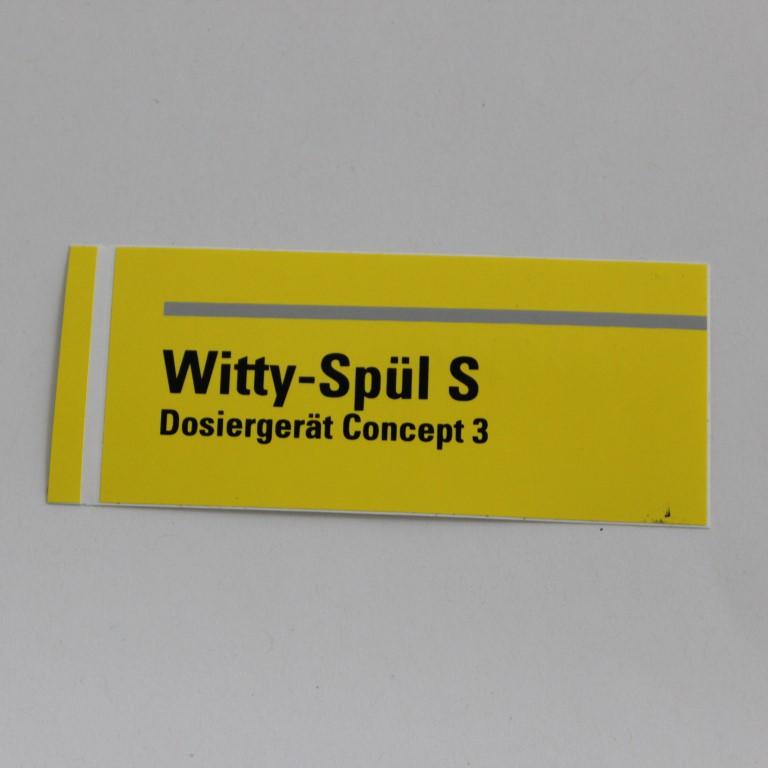 Witty-Spül S
Dosiergerät Concept 3